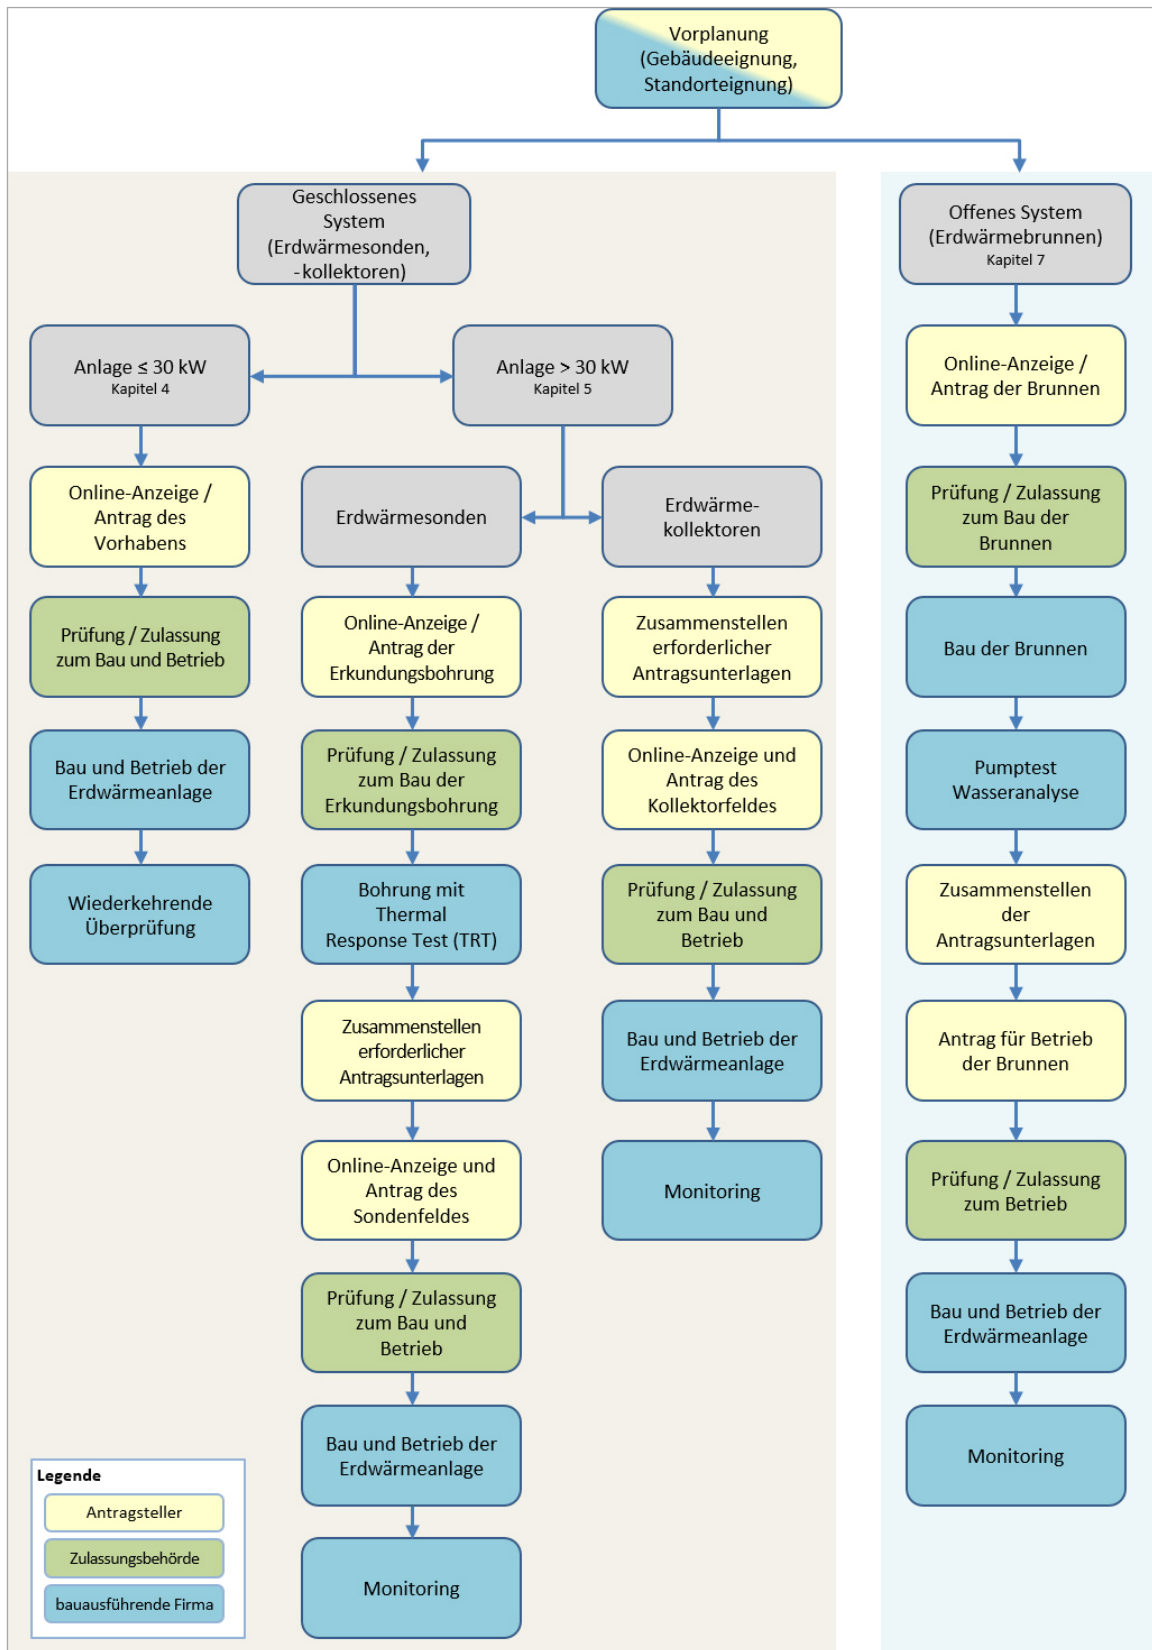 Vorplanung
(Gebäudeeignung,
Standorteignung)
Geschlossenes
System
(Erdwärmesonden,
-kollektoren)
Offenes System
(Erdwärmebrunnen)
Kapitel 7
Anlage ≤ 30 kW
Kapitel 4
Anlage > 30 kW
Kapitel 5
Online-Anzeige /
Antrag des
Vorhabens
Prüfung / Zulassung
zum Bau und Betrieb
Bau und Betrieb der
Erdwärmeanlage
Wiederkehrende
Überprüfung
Erdwärmesonden
Online-Anzeige /
Antrag der
Erkundungsbohrung
Prüfung / Zulassung
zum Bau der
Erkundungsbohrung
Bohrung mit
Thermal
Response Test (TRT)
Zusammenstellen
erforderlicher
Antragsunterlagen
Online-Anzeige und
Antrag des
Sondenfeldes
Prüfung / Zulassung
zum Bau und
Betrieb
Bau und Betrieb der
Erdwärmeanlage
Monitoring
Erdwärme-
kollektoren
Zusammenstellen
erforderlicher
Antragsunterlagen
Online-Anzeige und
Antrag des
Kollektorfeldes
Prüfung / Zulassung
zum Bau und
Betrieb
Bau und Betrieb der
Erdwärmeanlage
Monitoring
Online-Anzeige /
Antrag der Brunnen
Prüfung / Zulassung
zum Bau der
Brunnen
Bau der Brunnen
Pumptest
Wasseranalyse
Zusammenstellen
der
Antragsunterlagen
Antrag für Betrieb
der Brunnen
Prüfung / Zulassung
zum Betrieb
Bau und Betrieb der
Erdwärmeanlage
Monitoring
Legende
Antragsteller
Zulassungsbehörde
bauausführende Firma